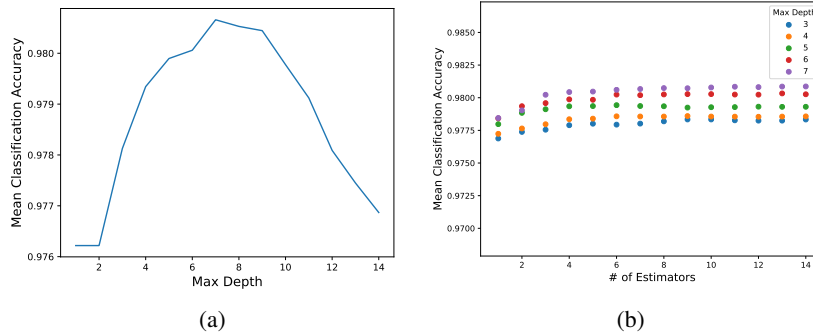 0.980
0.979
0.978
0.977
0.976
Mean Classification Accuracy
2 4 6 8 10 12 14
Max Depth
(a)
0.9850
0.9825
0.9800
0.9775
0.9750
0.9725
0.9700
Mean Classification Accuracy
Max Depth
3
4
5
6
7
2 4 6 8 10 12 14
# of Estimators
(b)